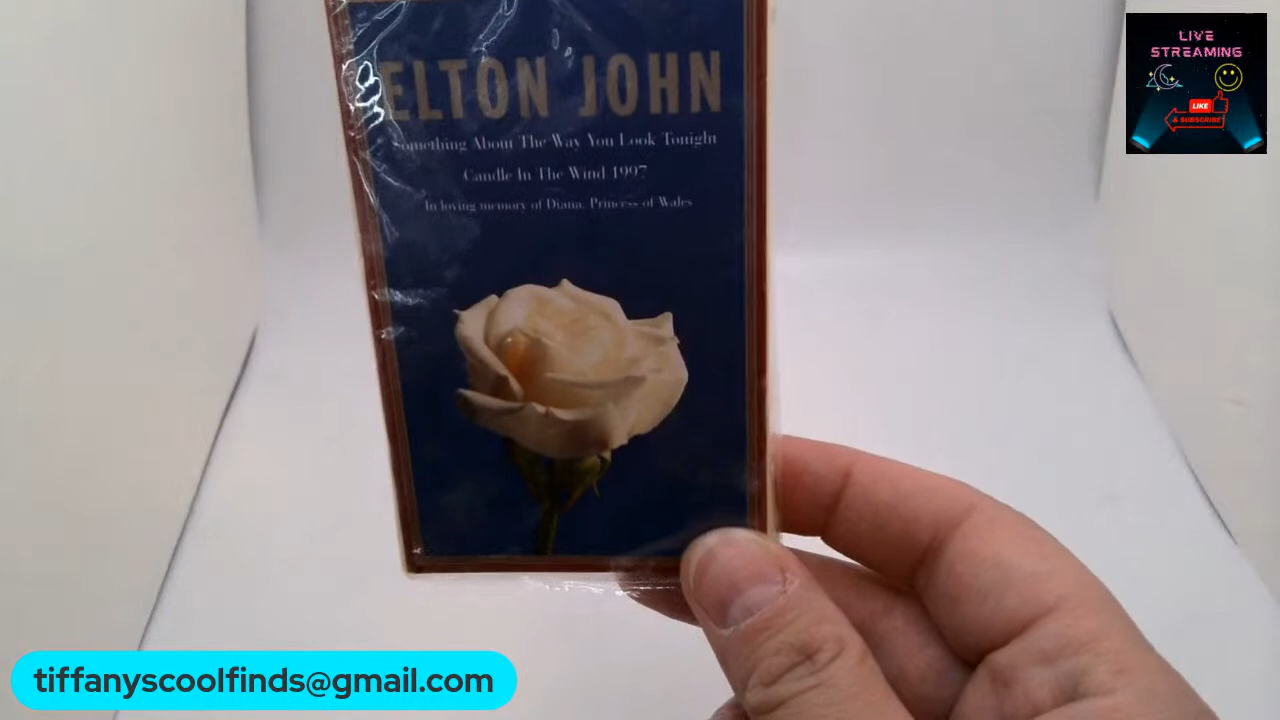 ELTON JOHN
Something About The Way You Look Tonight
Candle In The Wind 1997
In loving memory of Diana, Princess of Wales
LIVE
STREAMING
LIKE
& SUBSCRIBE
tiffanyscoolfinds@gmail.com